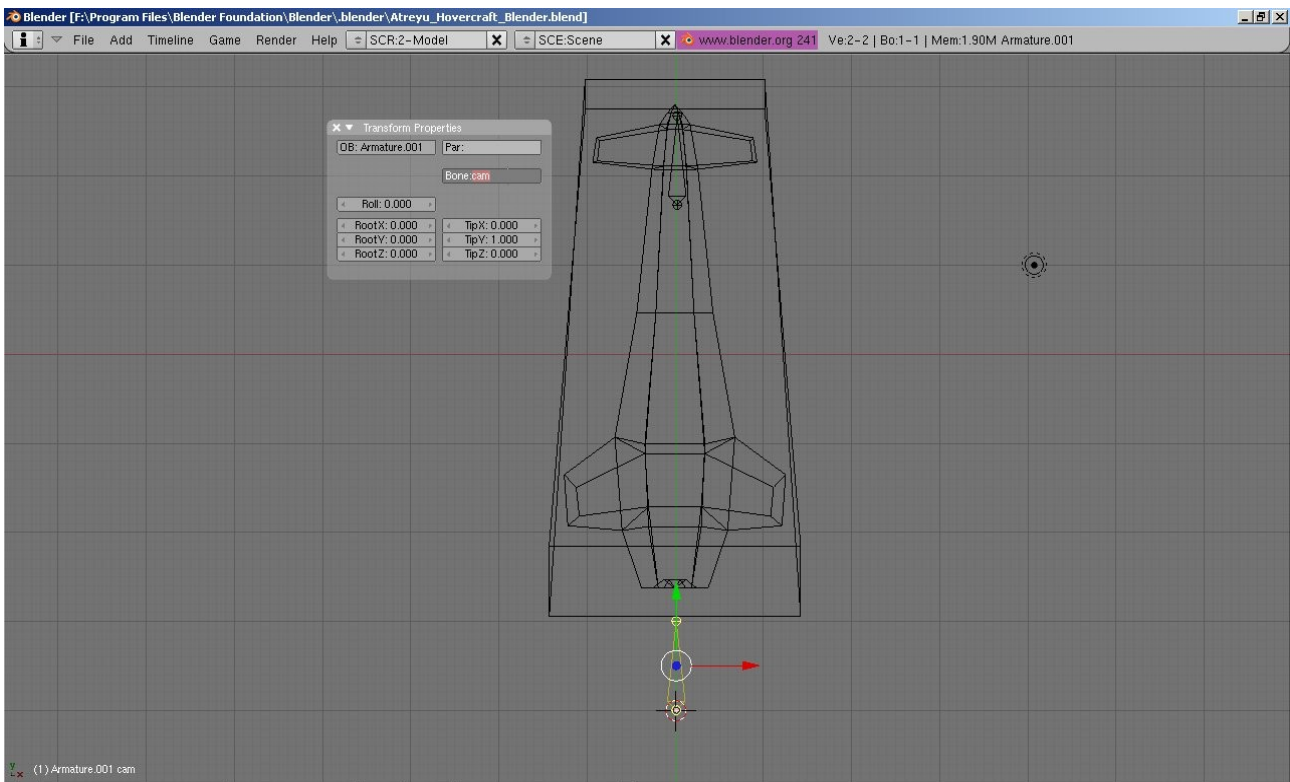 Blender [F:\Program Files\Blender Foundation\Blender\.blender\Atreyu_Hovercraft_Blender.blend]
File Add Timeline Game Render Help SCR:2-Model X SCE:Scene X www.blender.org 241 Ve:2-2 | Bo:1-1 | Mem:1.90M Armature.001
Transform Properties
OB: Armature.001 Par:
Bone:cam
Roll: 0.000
RootX: 0.000 TipX: 0.000
RootY: 0.000 TipY: 1.000
RootZ: 0.000 TipZ: 0.000
Y
x (1) Armature.001 cam